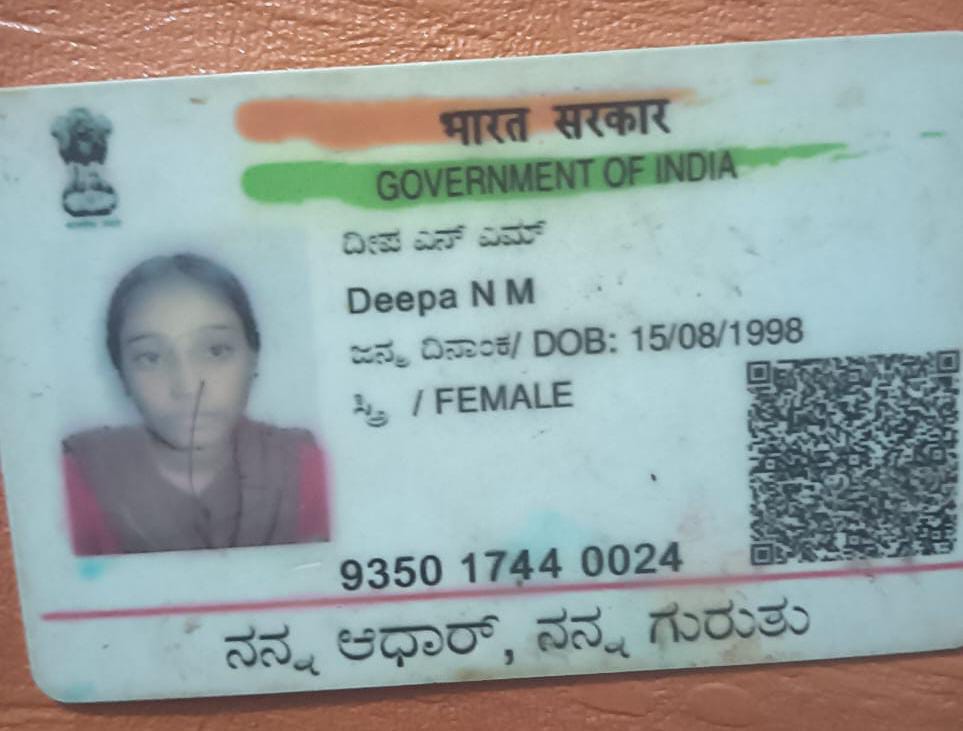 भारत सरकार
GOVERNMENT OF INDIA
ದೀಪ ಎನ್ ಎಮ್
Deepa N M
ಜನ್ಮ ದಿನಾಂಕ/ DOB: 15/08/1998
ಸ್ತ್ರೀ / FEMALE
9350 1744 0024
ನನ್ನ ಆಧಾರ್, ನನ್ನ ಗುರುತು